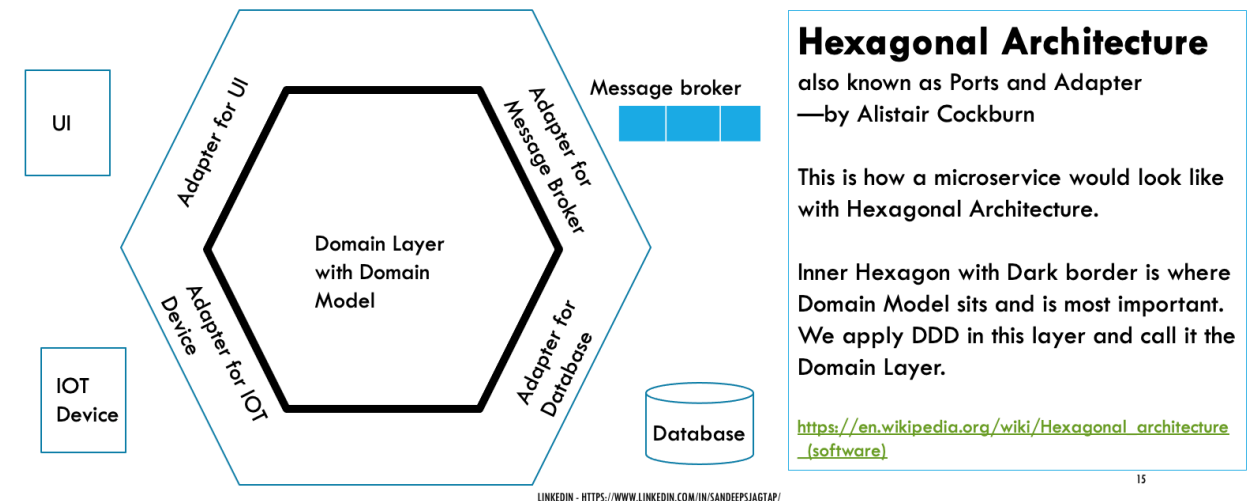 UI
Adapter for UI
Message broker
Adapter for
Message Broker
Domain Layer
with Domain
Model
IOT
Device
Adapter for IOT
Device
Adapter for
Database
Database
Hexagonal Architecture
also known as Ports and Adapter
—by Alistair Cockburn
This is how a microservice would look like
with Hexagonal Architecture.
Inner Hexagon with Dark border is where
Domain Model sits and is most important.
We apply DDD in this layer and call it the
Domain Layer.
https://en.wikipedia.org/wiki/Hexagonal_architecture
_(software)
15
LINKEDIN - HTTPS://WWW.LINKEDIN.COM/IN/SANDEEPSJAGTAP/